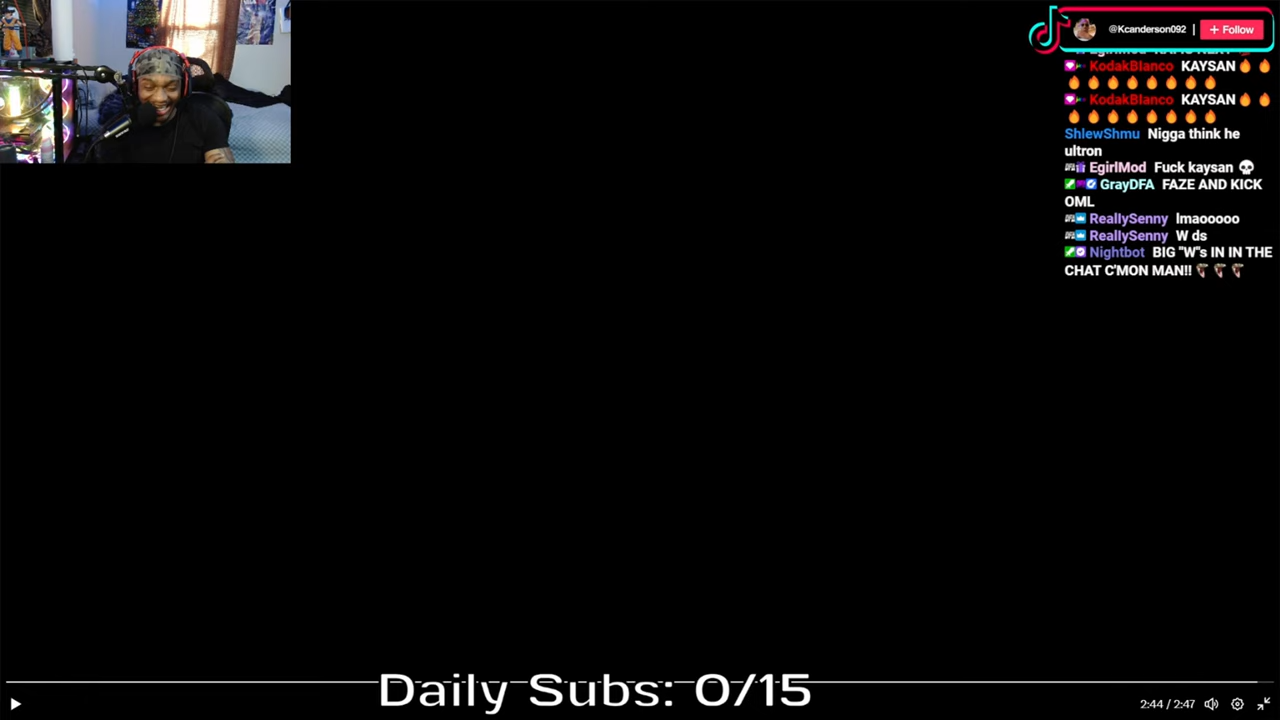 @Kcanderson092 | + Follow
KodakBlanco KAYSAN
KodakBlanco KAYSAN
ShlewShmu Nigga think he
ultron
EgirlMod Fuck kaysan
GrayDFA FAZE AND KICK
OML
ReallySenny lmaooooo
ReallySenny W ds
Nightbot BIG "W"s IN IN THE
CHAT C'MON MAN!!
Daily Subs: 0/15
2:44 / 2:47